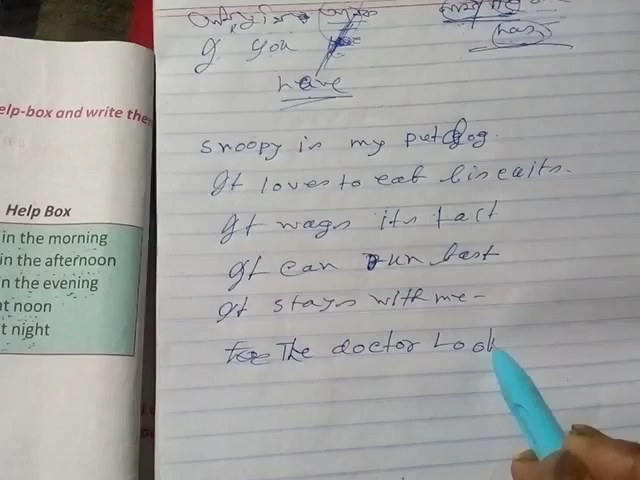 I you
have
(has)
elp-box and write the
Snoopy is my pet dog.
It loves to eat biscuits.
Help Box
It wags its tail
in the morning
in the afternoon
It can run fast
in the evening
It stays with me-
at noon
t night
The doctor Look